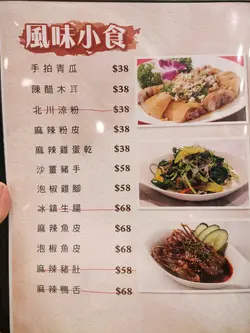 風味小食
手拍青瓜 $38
陳醋木耳 $38
北川涼粉 $38
麻辣粉皮 $38
麻辣雞蛋乾 $38
沙薑豬手 $58
泡椒雞腳 $58
冰鎮生腸 $68
麻辣魚皮 $68
泡椒魚皮 $68
麻辣豬肚 $58
麻辣鴨舌 $68